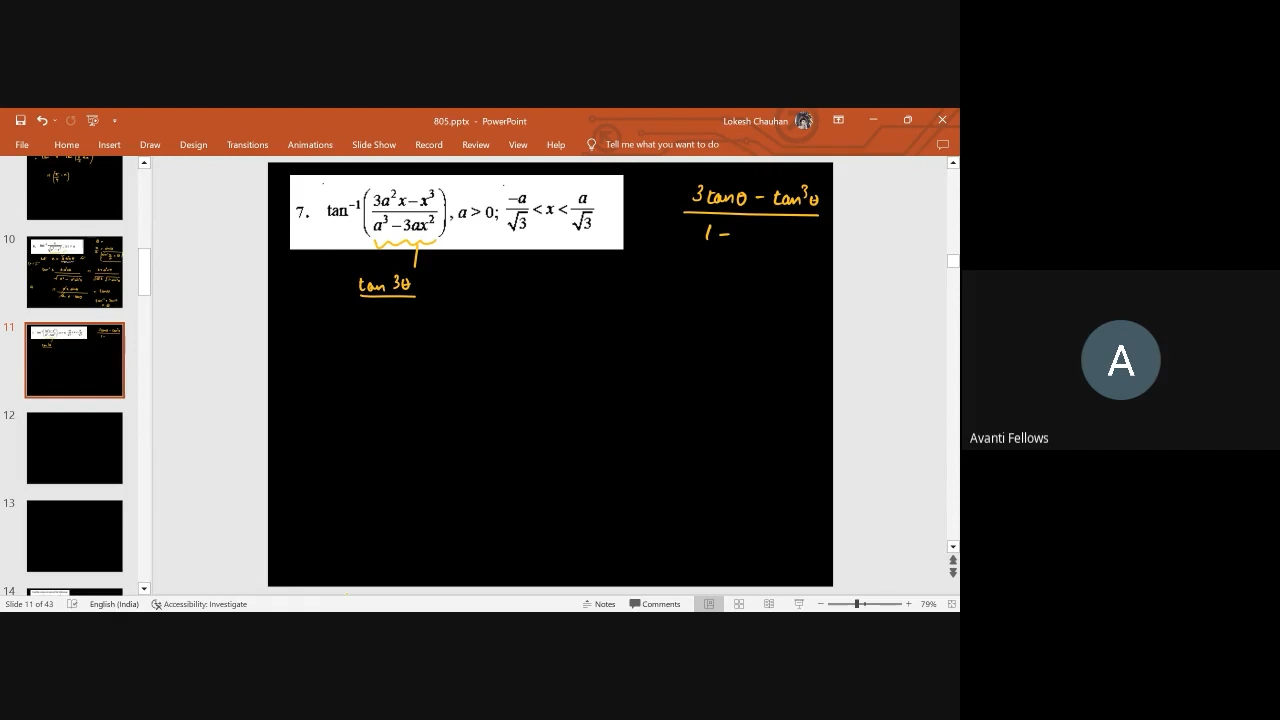 805.pptx - PowerPoint
Lokesh Chauhan
File Home Insert Draw Design Transitions Animations Slide Show Record Review View Help Tell me what you want to do
7. tan⁻¹((3a²x − x³)/(a³ − 3ax²)), a > 0; −a/√3 < x < a/√3
3 tanθ − tan³θ
1 −
tan 3θ
10
11
12
13
14
A
Avanti Fellows
Slide 11 of 43 English (India) Accessibility: Investigate Notes Comments 79%